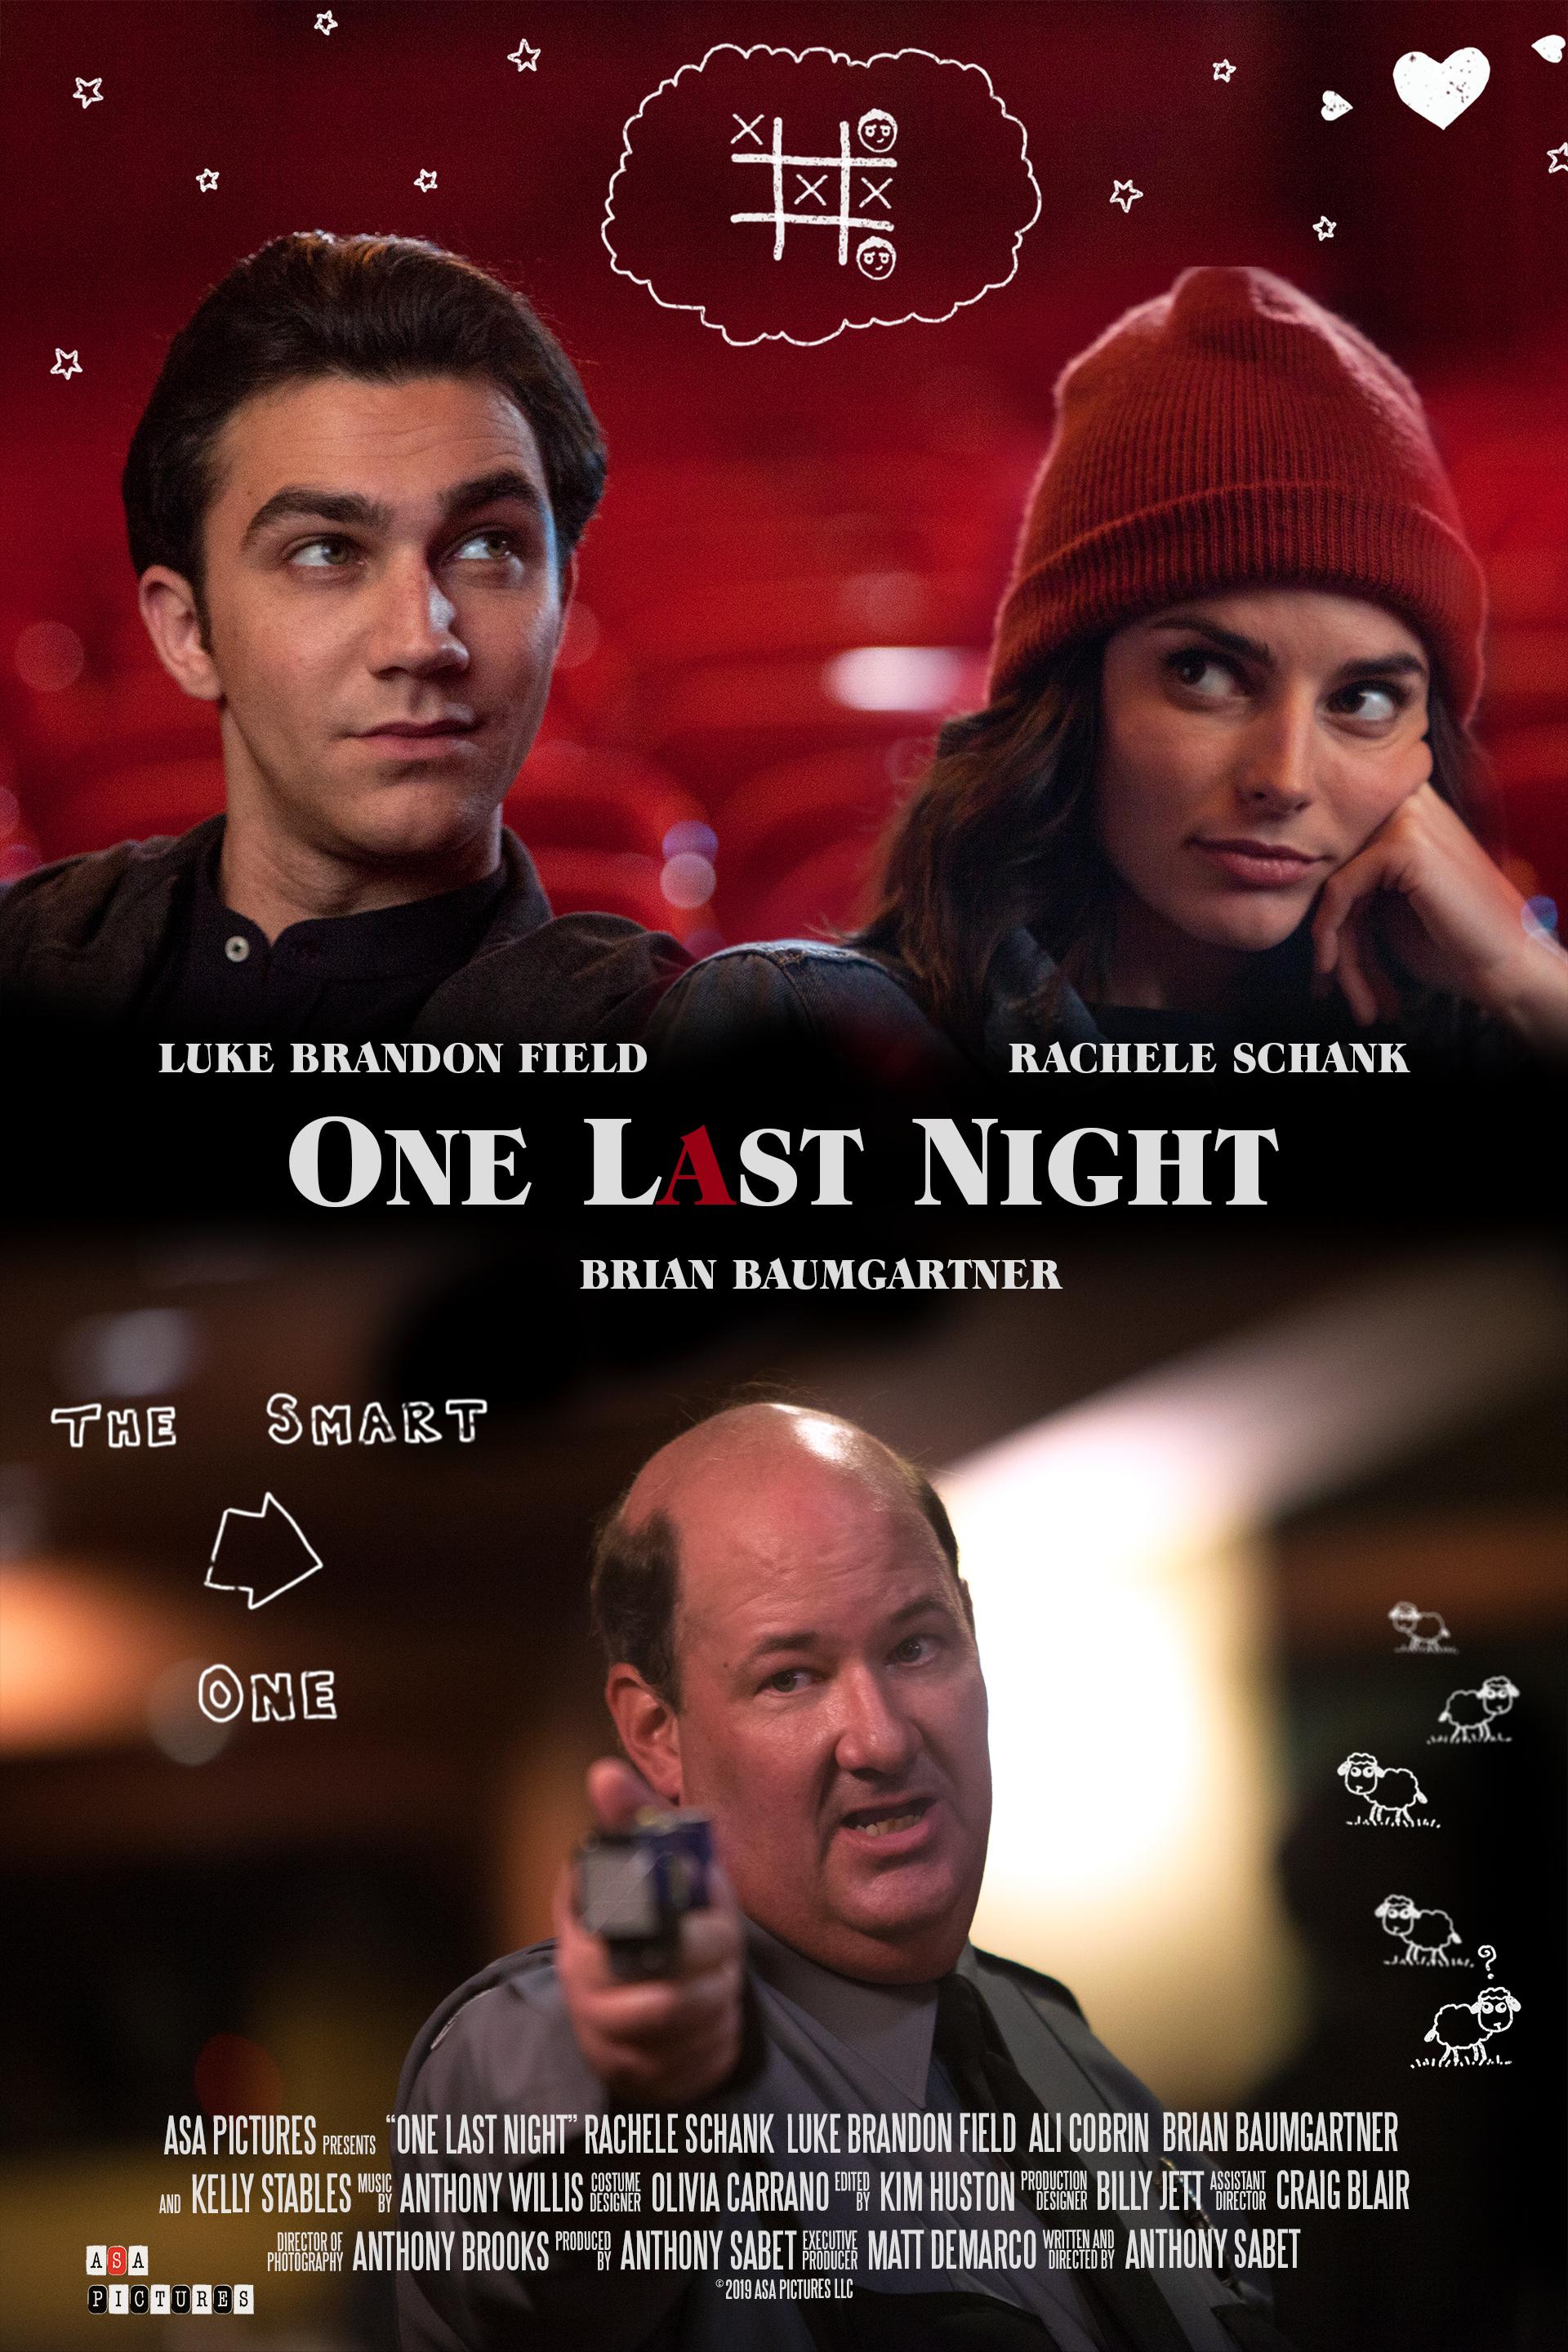 LUKE BRANDON FIELD RACHELE SCHANK
ONE LAST NIGHT
BRIAN BAUMGARTNER
THE SMART
ONE
ASA PICTURES PRESENTS “ONE LAST NIGHT” RACHELE SCHANK LUKE BRANDON FIELD ALI COBRIN BRIAN BAUMGARTNER
AND KELLY STABLES MUSIC BY ANTHONY WILLIS COSTUME DESIGNER OLIVIA CARRANO EDITED BY KIM HUSTON PRODUCTION DESIGNER BILLY JETT ASSISTANT DIRECTOR CRAIG BLAIR
DIRECTOR OF PHOTOGRAPHY ANTHONY BROOKS PRODUCED BY ANTHONY SABET EXECUTIVE PRODUCER MATT DEMARCO WRITTEN AND DIRECTED BY ANTHONY SABET
©2019 ASA PICTURES LLC
ASA
PICTURES
X
X X
?